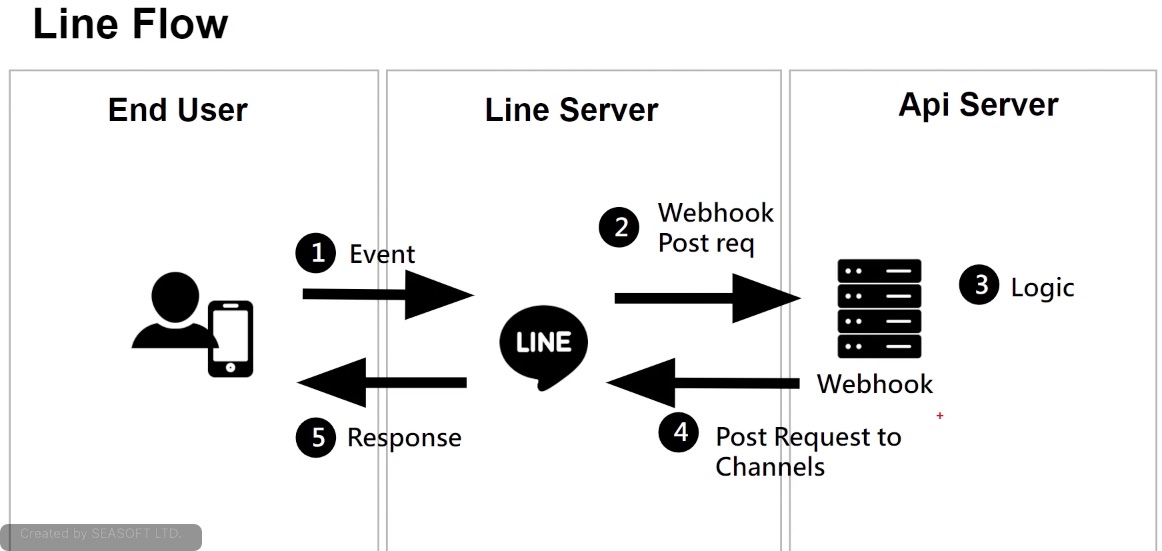 Line Flow
End User
Line Server
Api Server
1 Event
2 Webhook
Post req
3 Logic
LINE
Webhook
5 Response
4 Post Request to
Channels
Created by SEASOFT LTD.